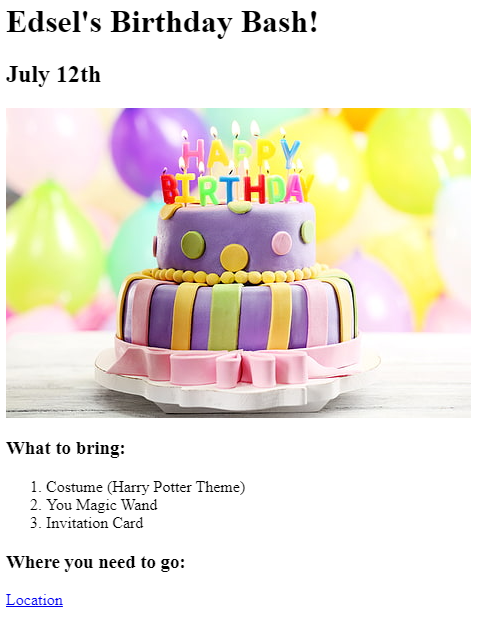 Edsel's Birthday Bash!
July 12th
HAPPY
BIRTHDAY
What to bring:
1. Costume (Harry Potter Theme)
2. You Magic Wand
3. Invitation Card
Where you need to go:
Location